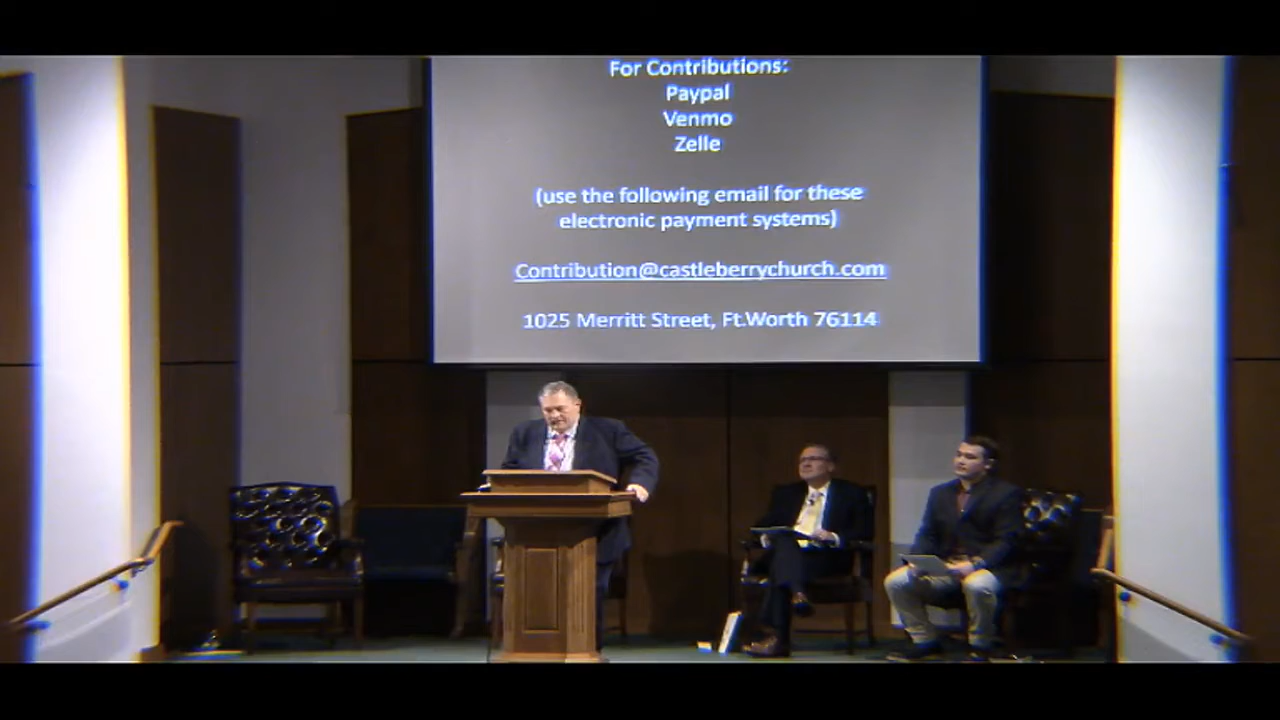 For Contributions:
Paypal
Venmo
Zelle
(use the following email for these
electronic payment systems)
Contribution@castleberrychurch.com
1025 Merritt Street, Ft.Worth 76114